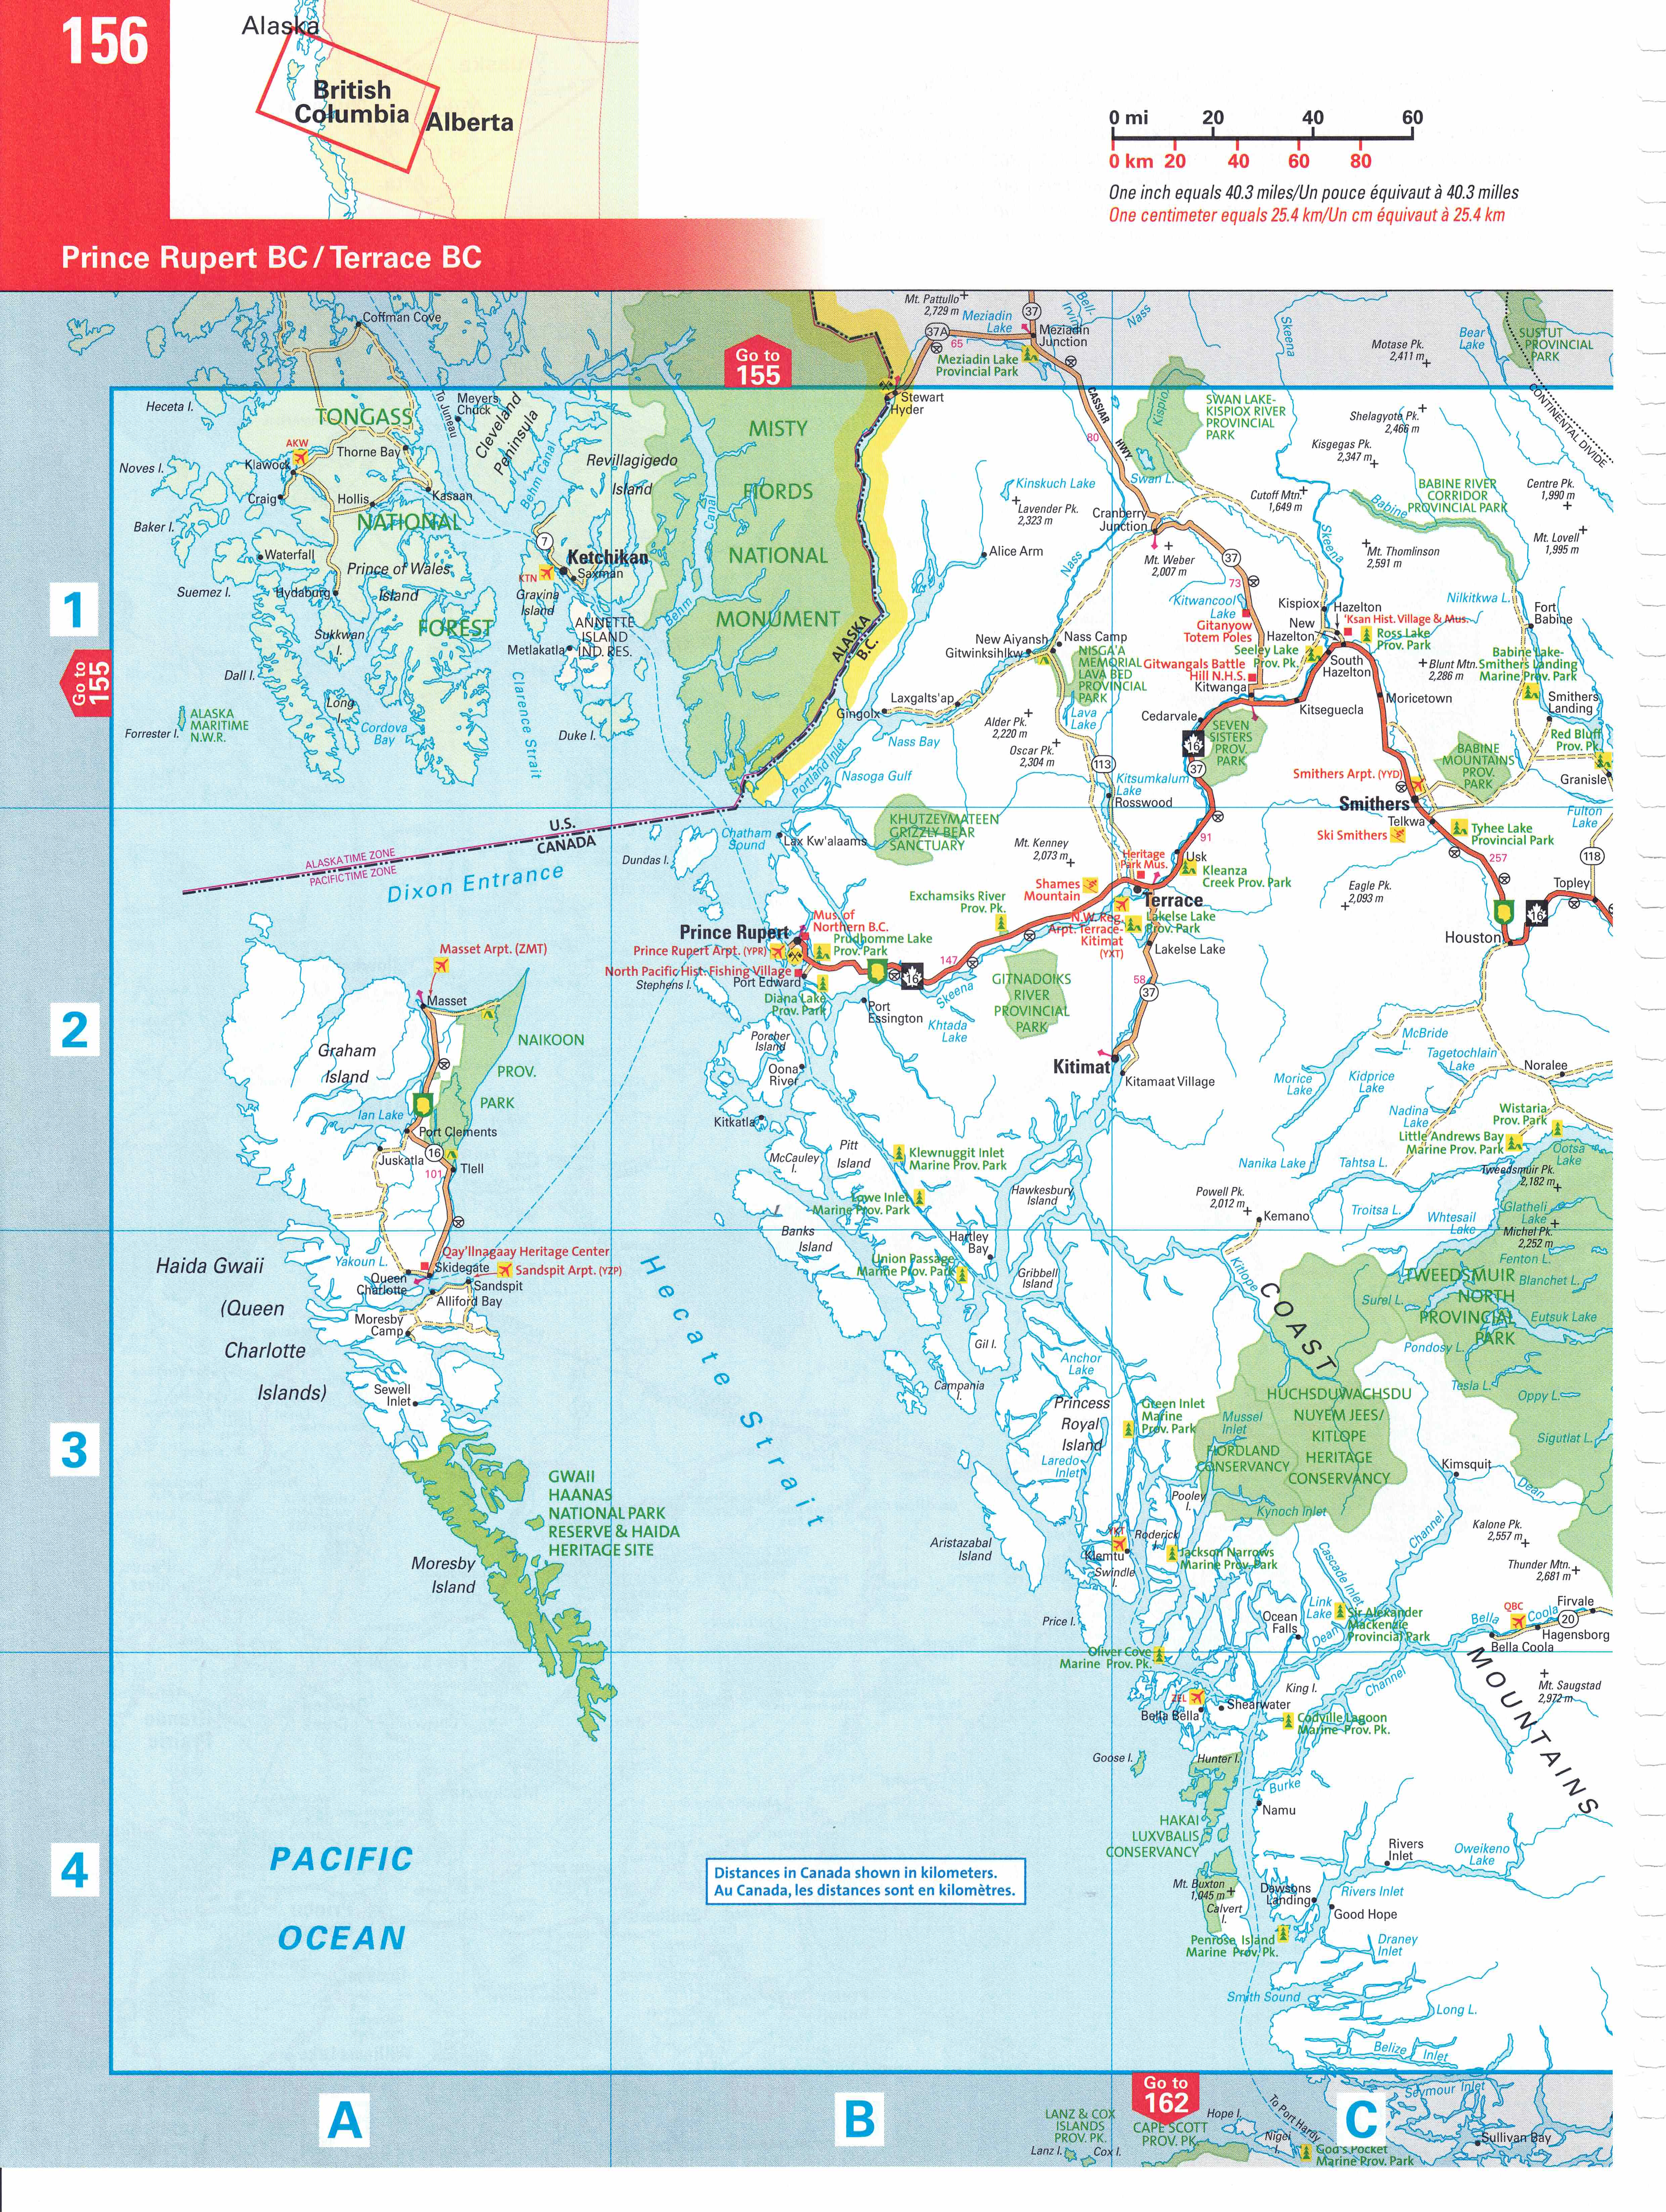 156
Alaska
British
Columbia
Alberta
0 mi 20 40 60
0 km 20 40 60 80
One inch equals 40.3 miles/Un pouce équivaut à 40.3 milles
One centimeter equals 25.4 km/Un cm équivaut à 25.4 km
Prince Rupert BC / Terrace BC
Coffman Cove
Go to
155
Mt. Pattullo
2,729 m
Meziadin
Lake
37
37A
65
Meziadin
Junction
Meziadin Lake
Provincial Park
Bell-
Irving
Nass
Skeena
Motase Pk.
2,411 m
Bear
Lake
SUSTUT
PROVINCIAL
PARK
CONTINENTAL DIVIDE
Stewart
Hyder
CASSIAR
HWY.
80
Kispiox
SWAN LAKE-
KISPIOX RIVER
PROVINCIAL
PARK
Shelagyote Pk.
2,466 m
Kisgegas Pk.
2,347 m
Heceta I.
TONGASS
To Juneau
Meyers
Chuck
Cleveland
Peninsula
MISTY
FIORDS
NATIONAL
MONUMENT
AKW
Klawock
Thorne Bay
Noves I.
Craig
Hollis
Kasaan
Behm Canal
Revillagigedo
Island
Canal
Behm
Baker I.
NATIONAL
Waterfall
Prince of Wales
Island
7
Ketchikan
KTN
Saxman
Gravina
Island
Suemez I.
Hydaburg
Sukkwan
I.
FOREST
ANNETTE
ISLAND
IND. RES.
Metlakatla
Dall I.
Long
I.
Cordova
Bay
Clarence Strait
Duke I.
Forrester I.
ALASKA
MARITIME
N.W.R.
Go to
155
ALASKA
B.C.
Kinskuch Lake
Lavender Pk.
2,323 m
Swan L.
Cranberry
Junction
Cutoff Mtn.
1,649 m
BABINE RIVER
CORRIDOR
PROVINCIAL PARK
Babine
Centre Pk.
1,990 m
Mt. Lovell
1,995 m
Alice Arm
Nass
Mt. Weber
2,007 m
37
73
Skeena
Mt. Thomlinson
2,591 m
Kitwancool
Lake
Gitanyow
Totem Poles
Kispiox
Hazelton
'Ksan Hist. Village & Mus.
New
Hazelton
Ross Lake
Prov. Park
Seeley Lake
Prov. Pk.
South
Hazelton
Nilkitkwa L.
Fort
Babine
Babine Lake-
Smithers Landing
Marine Prov. Park
Blunt Mtn.
2,286 m
Smithers
Landing
Red Bluff
Prov. Pk.
New Aiyansh
Gitwinksihlkw
Nass Camp
NISGA'A
MEMORIAL
LAVA BED
PROVINCIAL
PARK
Gitwangals Battle
Hill N.H.S.
Kitwanga
Kitseguecla
Moricetown
Laxgalts'ap
Gingolx
Nass Bay
Alder Pk.
2,220 m
Oscar Pk.
2,304 m
Lava
Lake
Cedarvale
16
37
SEVEN
SISTERS
PROV.
PARK
BABINE
MOUNTAINS
PROV.
PARK
Granisle
113
Kitsumkalum
Lake
Rosswood
Smithers Arpt. (YYD)
Smithers
Portland Inlet
Nasoga Gulf
1
U.S.
CANADA
ALASKA TIME ZONE
PACIFIC TIME ZONE
Dixon Entrance
Chatham
Sound
Dundas I.
Lax Kw'alaams
KHUTZEYMATEEN
GRIZZLY BEAR
SANCTUARY
Mt. Kenney
2,073 m
91
Telkwa
Ski Smithers
Tyhee Lake
Provincial Park
257
Fulton
Lake
118
Heritage
Park Mus.
Usk
Kleanza
Creek Prov. Park
Shames
Mountain
Terrace
Eagle Pk.
2,093 m
Topley
Exchamsiks River
Prov. Pk.
N.W. Reg.
Arpt. Terrace-
Kitimat
(YXT)
Lakelse Lake
Prov. Park
Lakelse Lake
16
Houston
Mus. of
Northern B.C.
Prince Rupert
Prince Rupert Arpt. (YPR)
Prudhomme Lake
Prov. Park
North Pacific Hist. Fishing Village
Port Edward
Stephens I.
Diana Lake
Prov. Park
16
147
Skeena
Port
Essington
Khtada
Lake
GITNADOIKS
RIVER
PROVINCIAL
PARK
58
37
Masset Arpt. (ZMT)
Masset
Graham
Island
NAIKOON
PROV.
PARK
Ian Lake
Port Clements
Juskatla
16
101
Tlell
2
Porcher
Island
Oona
River
Kitkatla
McCauley
I.
Pitt
Island
Klewnuggit Inlet
Marine Prov. Park
Lowe Inlet
Marine Prov. Park
Kitimat
Kitamaat Village
McBride
L.
Tagetochlain
Lake
Noralee
Morice
Lake
Kidprice
Lake
Nadina
Lake
Wistaria
Prov. Park
Little Andrews Bay
Marine Prov. Park
Ootsa
Lake
Nanika Lake
Tahtsa L.
Tweedsmuir Pk.
2,182 m
Hawkesbury
Island
Powell Pk.
2,012 m
Kemano
Troitsa L.
Whtesail
Lake
Glatheli
Lake
Michel Pk.
2,252 m
Haida Gwaii
(Queen
Charlotte
Islands)
Qay'llnagaay Heritage Center
Yakoun L.
Skidegate
Sandspit Arpt. (YZP)
Queen
Charlotte
Sandspit
Alliford Bay
Moresby
Camp
Sewell
Inlet
Hecate Strait
Banks
Island
Hartley
Bay
Union Passage
Marine Prov. Park
Gribbell
Island
Kitlope
COAST
Fenton L.
TWEEDSMUIR
NORTH
PROVINCIAL
PARK
Blanchet L.
Surel L.
Eutsuk Lake
Pondosy L.
Gil I.
Campania
I.
Anchor
Lake
Tesla L.
Oppy L.
HUCHSDUWACHSDU
NUYEM JEES/
KITLOPE
HERITAGE
CONSERVANCY
Princess
Royal
Island
Green Inlet
Marine
Prov. Park
Mussel
Inlet
FIORDLAND
CONSERVANCY
Laredo
Inlet
Sigutlat L.
Kimsquit
Dean
3
GWAII
HAANAS
NATIONAL PARK
RESERVE & HAIDA
HERITAGE SITE
Moresby
Island
Pooley
I.
Kynoch Inlet
Channel
Kalone Pk.
2,557 m
Thunder Mtn.
2,681 m
Aristazabal
Island
YKT
Klemtu
Roderick
I.
Swindle
I.
Jackson Narrows
Marine Prov. Park
Cascade Inlet
Price I.
Link
Lake
Ocean
Falls
Dean
Sir Alexander
Mackenzie
Provincial Park
QBC
Bella Coola
20
Firvale
Hagensborg
Bella Coola
Oliver Cove
Marine Prov. Pk.
King I.
Channel
MOUNTAINS
Mt. Saugstad
2,972 m
ZEL
Bella Bella
Shearwater
Codville Lagoon
Marine Prov. Pk.
Goose I.
Hunter I.
Burke
Namu
HAKAI
LUXVBALIS
CONSERVANCY
Rivers
Inlet
Oweikeno
Lake
4
PACIFIC
OCEAN
Distances in Canada shown in kilometers.
Au Canada, les distances sont en kilomètres.
Mt. Buxton
1,045 m
Calvert
I.
Dawsons
Landing
Rivers Inlet
Good Hope
Penrose Island
Marine Prov. Pk.
Draney
Inlet
Smith Sound
Long L.
Belize Inlet
Seymour Inlet
A
B
C
Go to
162
LANZ & COX
ISLANDS
PROV. PK.
Lanz I.
Cox I.
CAPE SCOTT
PROV. PK.
Hope I.
To Port Hardy
Nigel
I.
God's Pocket
Marine Prov. Park
Sullivan Bay